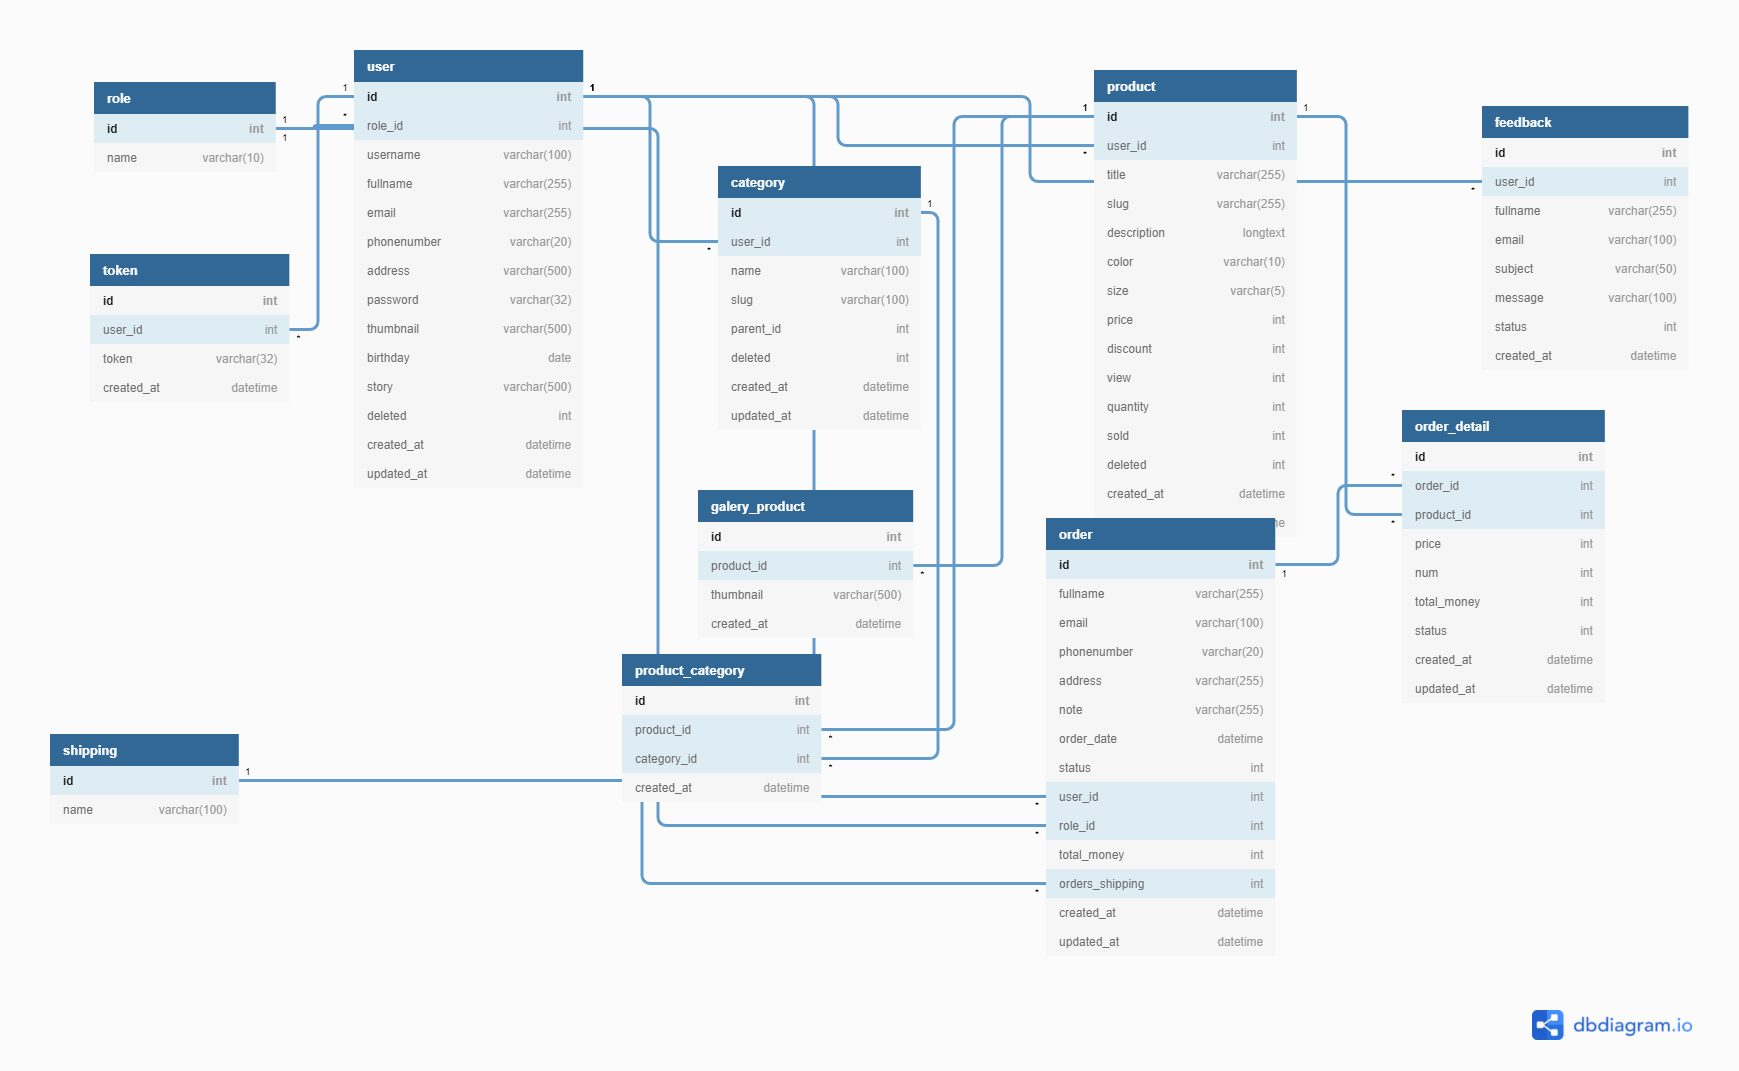 role
id int
name varchar(10)
token
id int
user_id int
token varchar(32)
created_at datetime
shipping
id int
name varchar(100)
user
id int
role_id int
username varchar(100)
fullname varchar(255)
email varchar(255)
phonenumber varchar(20)
address varchar(500)
password varchar(32)
thumbnail varchar(500)
birthday date
story varchar(500)
deleted int
created_at datetime
updated_at datetime
category
id int
user_id int
name varchar(100)
slug varchar(100)
parent_id int
deleted int
created_at datetime
updated_at datetime
galery_product
id int
product_id int
thumbnail varchar(500)
created_at datetime
product_category
id int
product_id int
category_id int
created_at datetime
product
id int
user_id int
title varchar(255)
slug varchar(255)
description longtext
color varchar(10)
size varchar(5)
price int
discount int
view int
quantity int
sold int
deleted int
created_at datetime
order
id int
fullname varchar(255)
email varchar(100)
phonenumber varchar(20)
address varchar(255)
note varchar(255)
order_date datetime
status int
user_id int
role_id int
total_money int
orders_shipping int
created_at datetime
updated_at datetime
feedback
id int
user_id int
fullname varchar(255)
email varchar(100)
subject varchar(50)
message varchar(100)
status int
created_at datetime
order_detail
id int
order_id int
product_id int
price int
num int
total_money int
status int
created_at datetime
updated_at datetime
1
1
1
1
1
1
1
1
1
1
*
*
*
*
*
*
*
*
*
*
*
*
*
dbdiagram.io